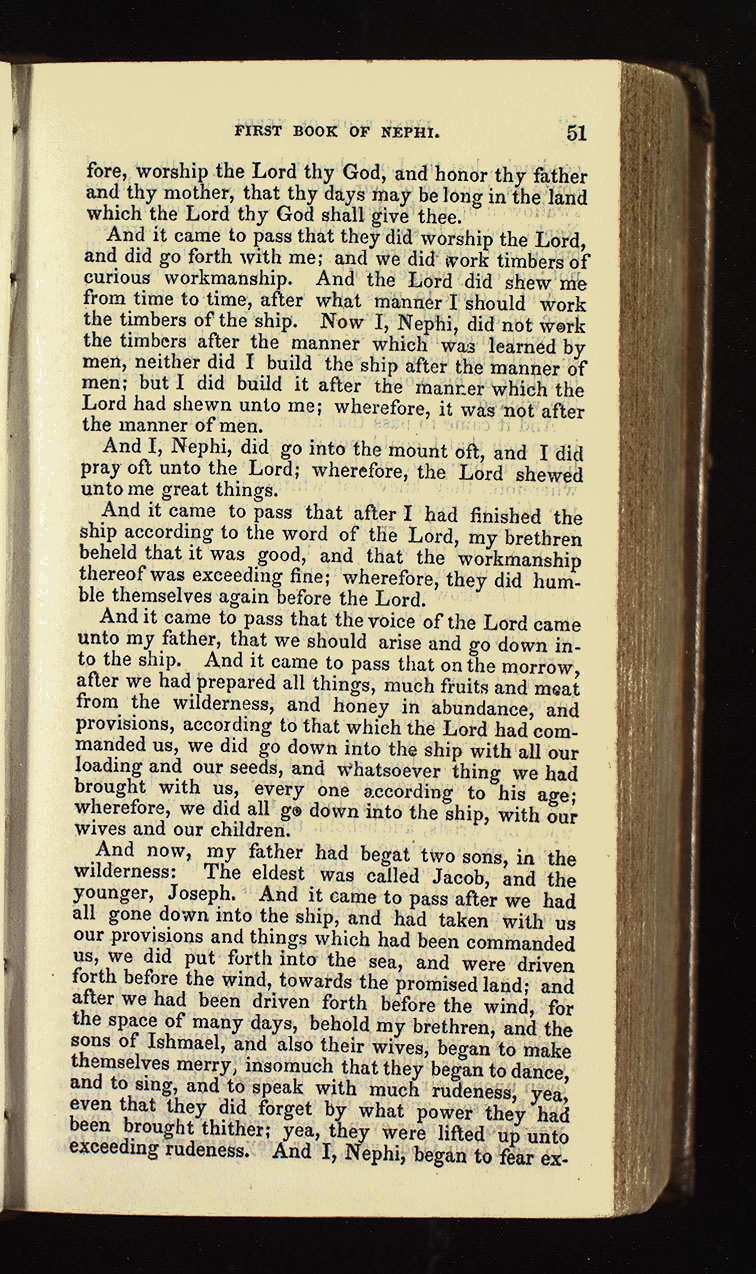 FIRST BOOK OF NEPHI. 51
fore, worship the Lord thy God, and honor thy father
and thy mother, that thy days may be long in the land
which the Lord thy God shall give thee.
And it came to pass that they did worship the Lord,
and did go forth with me; and we did work timbers of
curious workmanship. And the Lord did shew me
from time to time, after what manner I should work
the timbers of the ship. Now I, Nephi, did not work
the timbers after the manner which was learned by
men, neither did I build the ship after the manner of
men; but I did build it after the manner which the
Lord had shewn unto me; wherefore, it was not after
the manner of men.
And I, Nephi, did go into the mount oft, and I did
pray oft unto the Lord; wherefore, the Lord shewed
unto me great things.
And it came to pass that after I had finished the
ship according to the word of the Lord, my brethren
beheld that it was good, and that the workmanship
thereof was exceeding fine; wherefore, they did hum-
ble themselves again before the Lord.
And it came to pass that the voice of the Lord came
unto my father, that we should arise and go down in-
to the ship. And it came to pass that on the morrow,
after we had prepared all things, much fruits and meat
from the wilderness, and honey in abundance, and
provisions, according to that which the Lord had com-
manded us, we did go down into the ship with all our
loading and our seeds, and whatsoever thing we had
brought with us, every one according to his age;
wherefore, we did all go down into the ship, with our
wives and our children.
And now, my father had begat two sons, in the
wilderness: The eldest was called Jacob, and the
younger, Joseph. And it came to pass after we had
all gone down into the ship, and had taken with us
our provisions and things which had been commanded
us, we did put forth into the sea, and were driven
forth before the wind, towards the promised land; and
after we had been driven forth before the wind, for
the space of many days, behold my brethren, and the
sons of Ishmael, and also their wives, began to make
themselves merry, insomuch that they began to dance,
and to sing, and to speak with much rudeness, yea,
even that they did forget by what power they had
been brought thither; yea, they were lifted up unto
exceeding rudeness. And I, Nephi, began to fear ex-